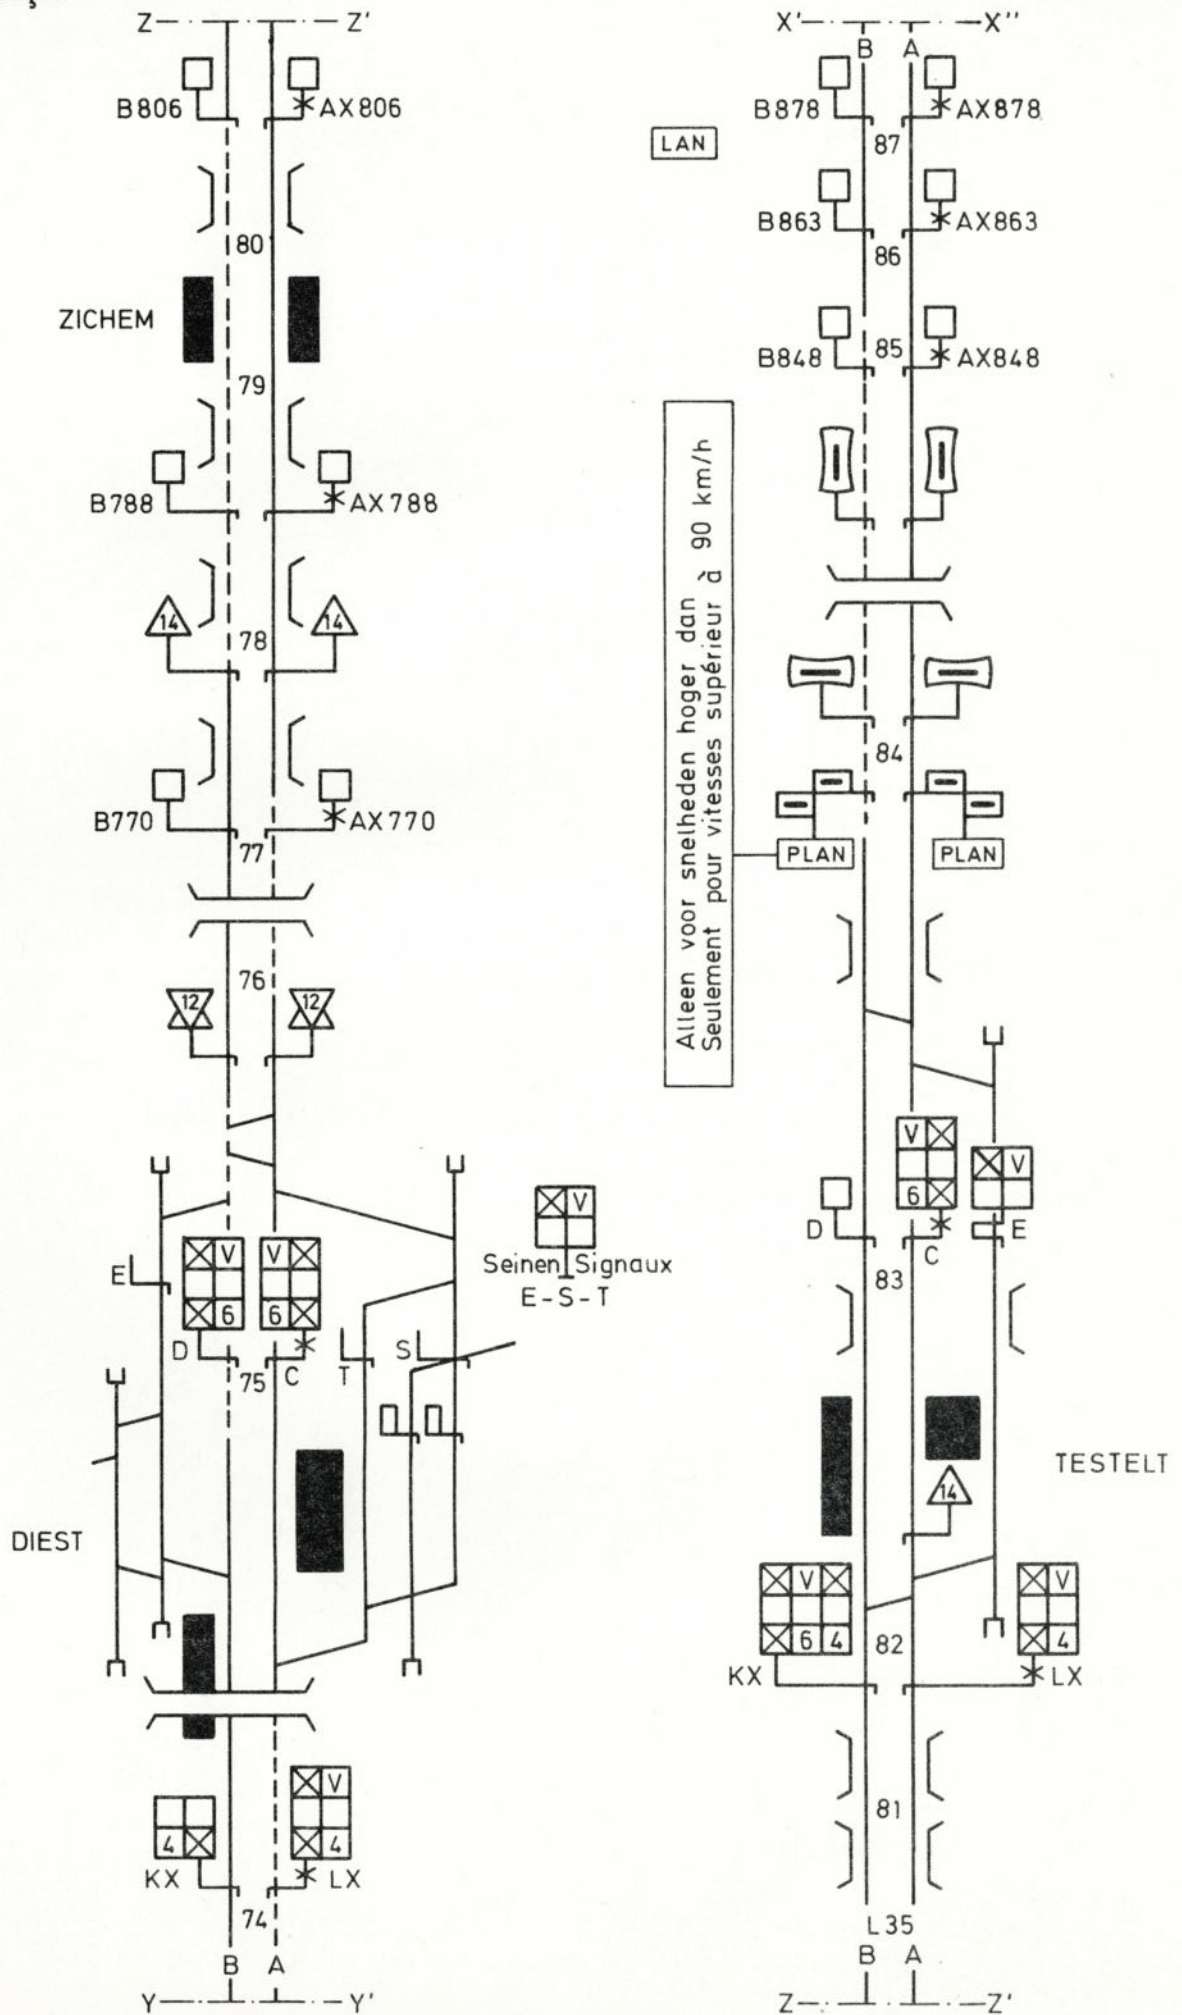 Z Z'
B806 AX806
80
ZICHEM
79
B788 AX788
14 14
78
B770 AX770
77
76
12 12
V V
E
6 6
D C T S
75
V
Seinen Signaux
E-S-T
DIEST
V
4 4
KX LX
74
B A
Y Y'
X' X''
B A
B878 AX878
LAN
87
B863 AX863
86
B848 85 AX848
Alleen voor snelheden hoger dan
Seulement pour vitesses supérieur à 90 km/h
84
PLAN PLAN
V V
6
D C E
83
TESTELT
14
V V
6 4 82 4
KX LX
81
L35
B A
Z Z'